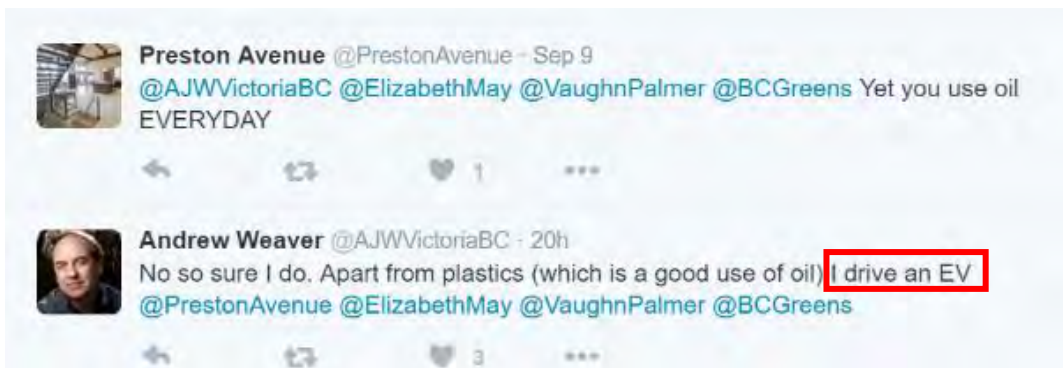 Preston Avenue @PrestonAvenue · Sep 9
@AJWVictoriaBC @ElizabethMay @VaughnPalmer @BCGreens Yet you use oil
EVERYDAY
1
Andrew Weaver @AJWVictoriaBC · 20h
No so sure I do. Apart from plastics (which is a good use of oil) I drive an EV
@PrestonAvenue @ElizabethMay @VaughnPalmer @BCGreens
3